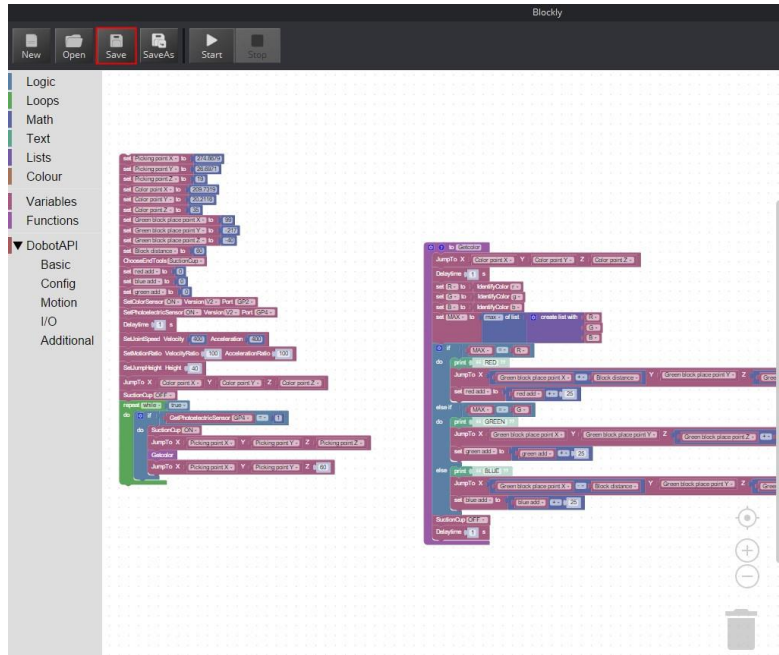 Blockly
New Open Save SaveAs Start Stop
Logic
Loops
Math
Text
Lists
Colour
Variables
Functions
▼ DobotAPI
Basic
Config
Motion
I/O
Additional
set Picking point X to
set Picking point Y to
set Picking point Z to
set Color point X to
set Color point Y to
set Color point Z to 35
set Green block place point X to
set Green block place point Y to -217
set Green block place point Z to -40
set Block distance to 60
ChooseEndTools SuctionCup
set red add to 0
set blue add to 0
set green add to 0
SetColorSensor ON Version V2 Port GP2
SetPhotoelectricSensor ON Version V2 Port GP4
Delaytime 1 s
SetJointSpeed Velocity 400 Acceleration 400
SetMotionRatio VelocityRatio 100 AccelerationRatio 100
SetJumpHeight Height 40
JumpTo X Color point X Y Color point Y Z Color point Z
SuctionCup OFF
repeat while true
do if GetPhotoelectricSensor GP4 = 1
do SuctionCup ON
JumpTo X Picking point X Y Picking point Y Z Picking point Z
Getcolor
JumpTo X Picking point X Y Picking point Y Z 60
? to Getcolor
JumpTo X Color point X Y Color point Y Z Color point Z
Delaytime 1 s
set R to IdentifyColor r
set G to IdentifyColor g
set B to IdentifyColor b
set MAX to max of list create list with R
G
B
if MAX = R
do print " RED "
JumpTo X Green block place point X Block distance Y Green block place point Y Z Gree
set red add to red add + 25
else if MAX = G
do print " GREEN "
JumpTo X Green block place point X Y Green block place point Y Z Green block place point Z +
set green add to green add + 25
else print " BLUE "
JumpTo X Green block place point X - Block distance Y Green block place point Y Z Gree
set blue add to blue add + 25
SuctionCup OFF
Delaytime 1 s